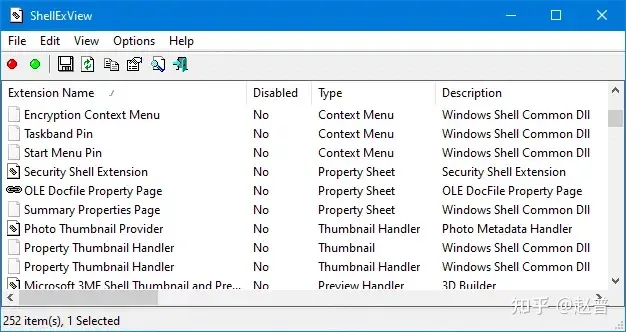 ShellExView
File Edit View Options Help
Extension Name Disabled Type Description
Encryption Context Menu No Context Menu Windows Shell Common Dll
Taskband Pin No Context Menu Windows Shell Common Dll
Start Menu Pin No Context Menu Windows Shell Common Dll
Security Shell Extension No Property Sheet Security Shell Extension
OLE Docfile Property Page No Property Sheet OLE DocFile Property Page
Summary Properties Page No Property Sheet Windows Shell Common Dll
Photo Thumbnail Provider No Thumbnail Handler Photo Metadata Handler
Property Thumbnail Handler No Thumbnail Windows Shell Common Dll
Property Thumbnail Handler No Thumbnail Handler Windows Shell Common Dll
Microsoft 3MF Shell Thumbnail and Pre... No Preview Handler 3D Builder
知乎 @赵普
252 item(s), 1 Selected